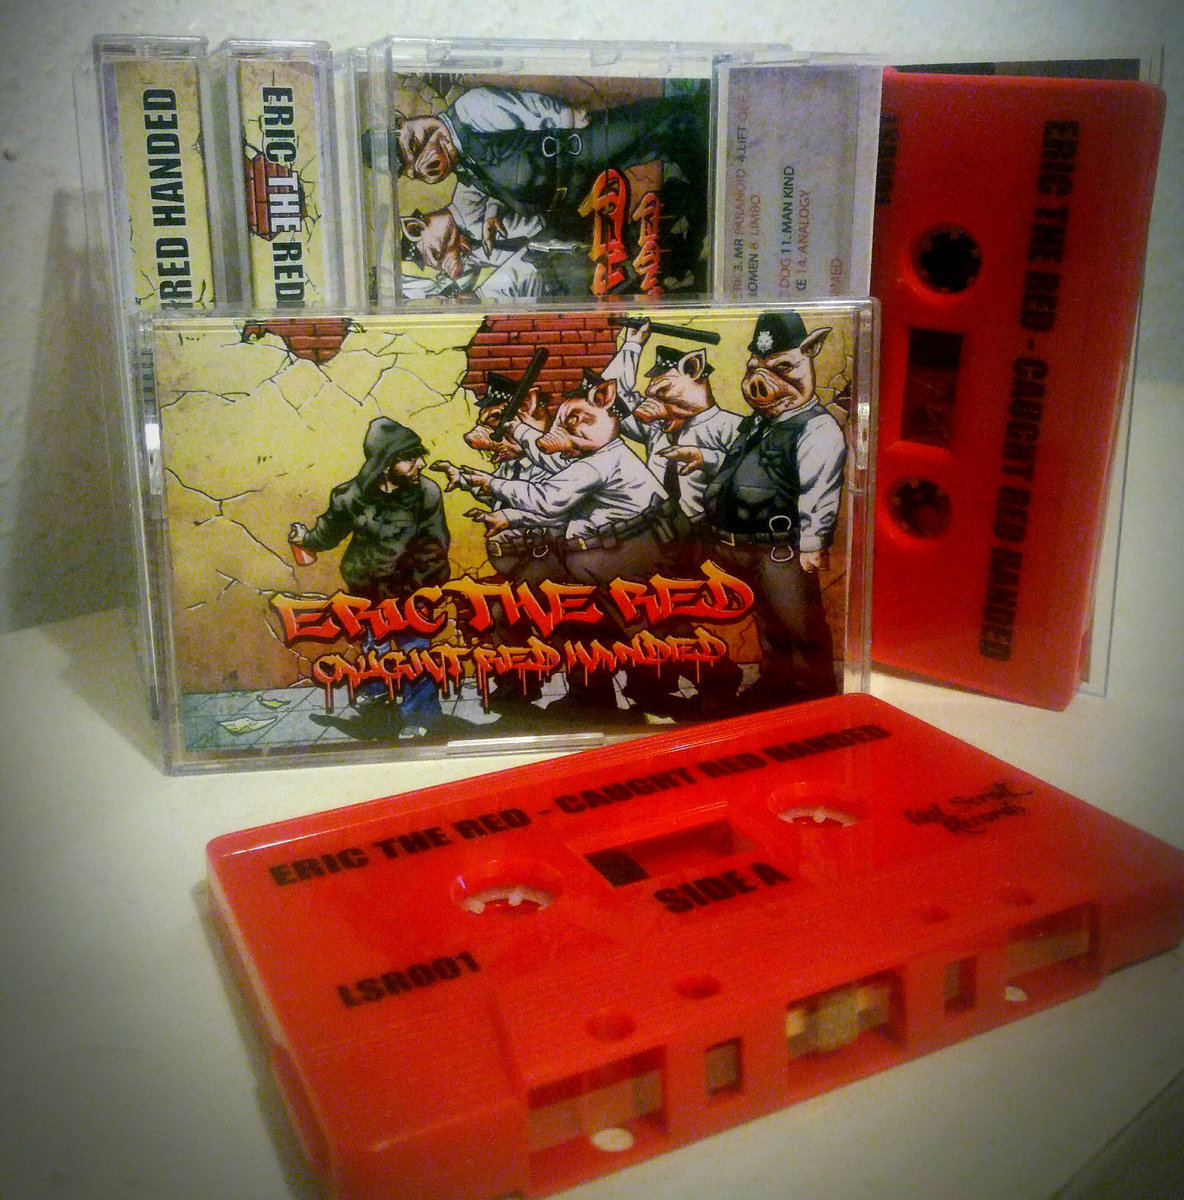 RED HANDED
ERIC THE RED
3. MR PARANOID 4. LIFT OFF
8. LIMBO
DOG 11. MAN KIND
14. ANALOGY
ERIC THE RED - CAUGHT RED HANDED
ERIC THE RED
CAUGHT RED HANDED
ERIC THE RED - CAUGHT RED HANDED
SIDE A
LSR001
Records